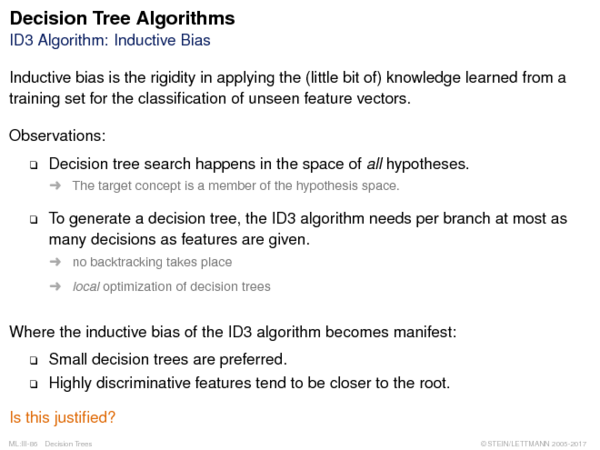 Decision Tree Algorithms
ID3 Algorithm: Inductive Bias
Inductive bias is the rigidity in applying the (little bit of) knowledge learned from a
training set for the classification of unseen feature vectors.
Observations:
❑ Decision tree search happens in the space of all hypotheses.
➜ The target concept is a member of the hypothesis space.
❑ To generate a decision tree, the ID3 algorithm needs per branch at most as
many decisions as features are given.
➜ no backtracking takes place
➜ local optimization of decision trees
Where the inductive bias of the ID3 algorithm becomes manifest:
❑ Small decision trees are preferred.
❑ Highly discriminative features tend to be closer to the root.
Is this justified?
Decision Trees © STEIN/LETTMANN 2005-2017